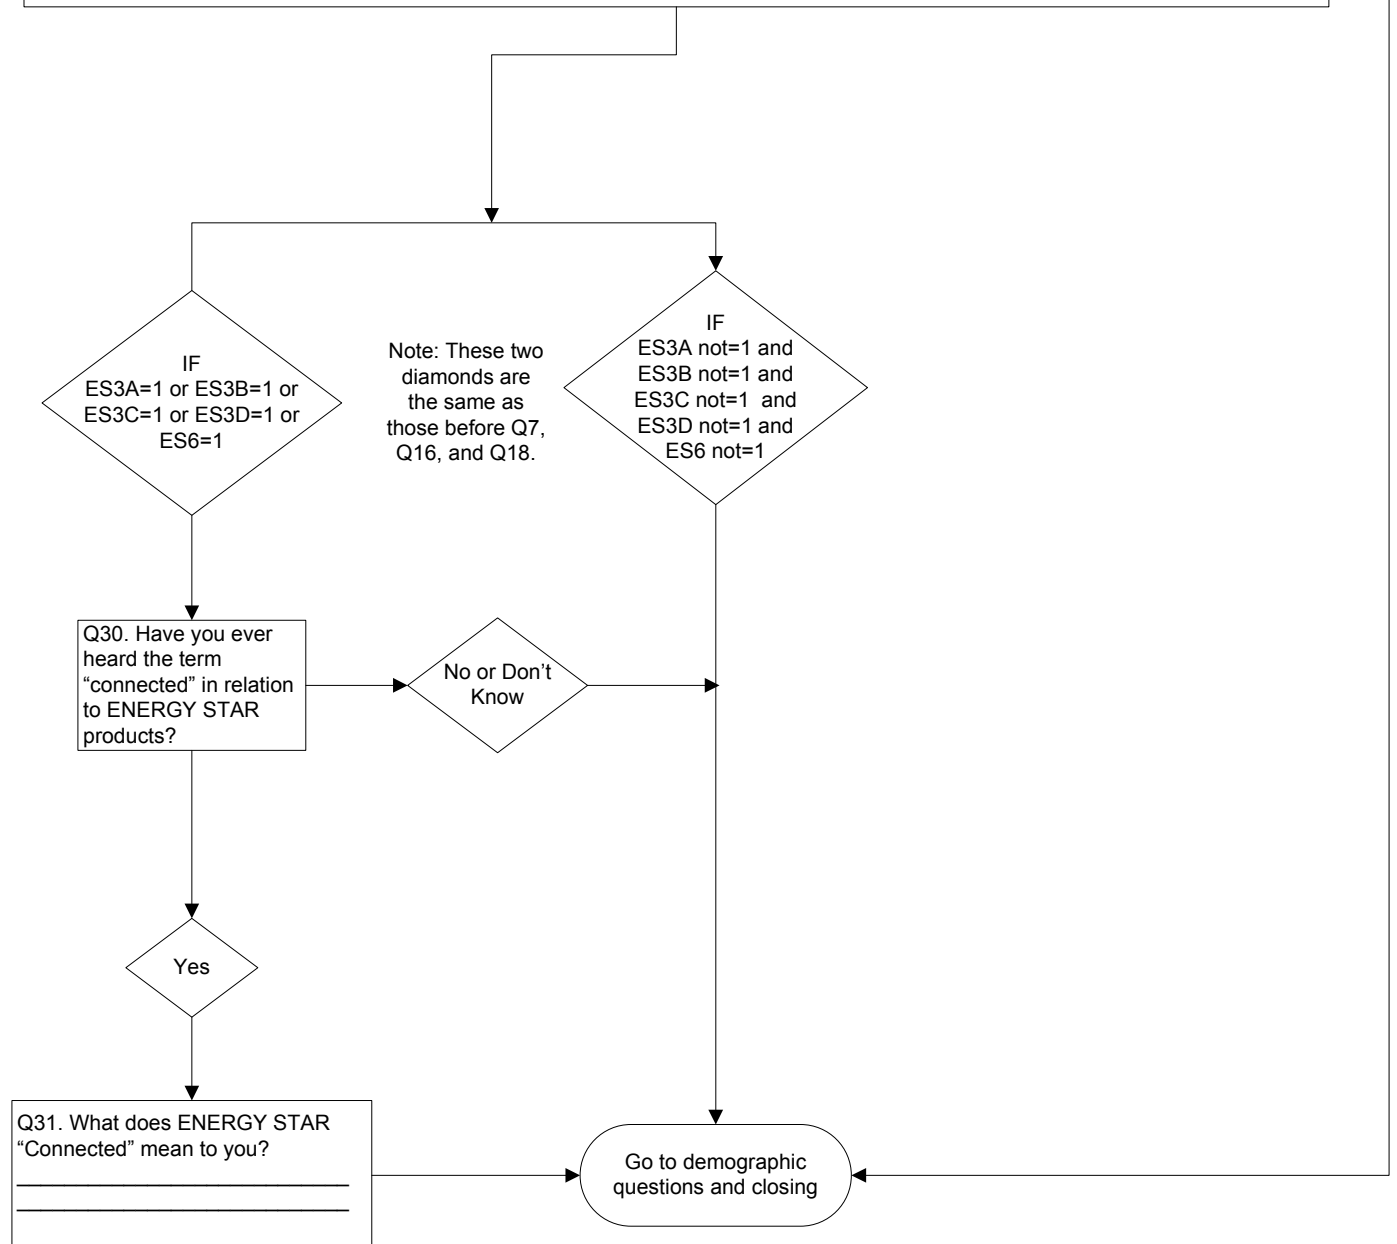 IF
ES3A=1 or ES3B=1 or
ES3C=1 or ES3D=1 or
ES6=1
Note: These two
diamonds are
the same as
those before Q7,
Q16, and Q18.
IF
ES3A not=1 and
ES3B not=1 and
ES3C not=1  and
ES3D not=1 and
ES6 not=1
Q30. Have you ever
heard the term
“connected” in relation
to ENERGY STAR
products?
No or Don’t
Know
Yes
Q31. What does ENERGY STAR
“Connected” mean to you?
Go to demographic
questions and closing